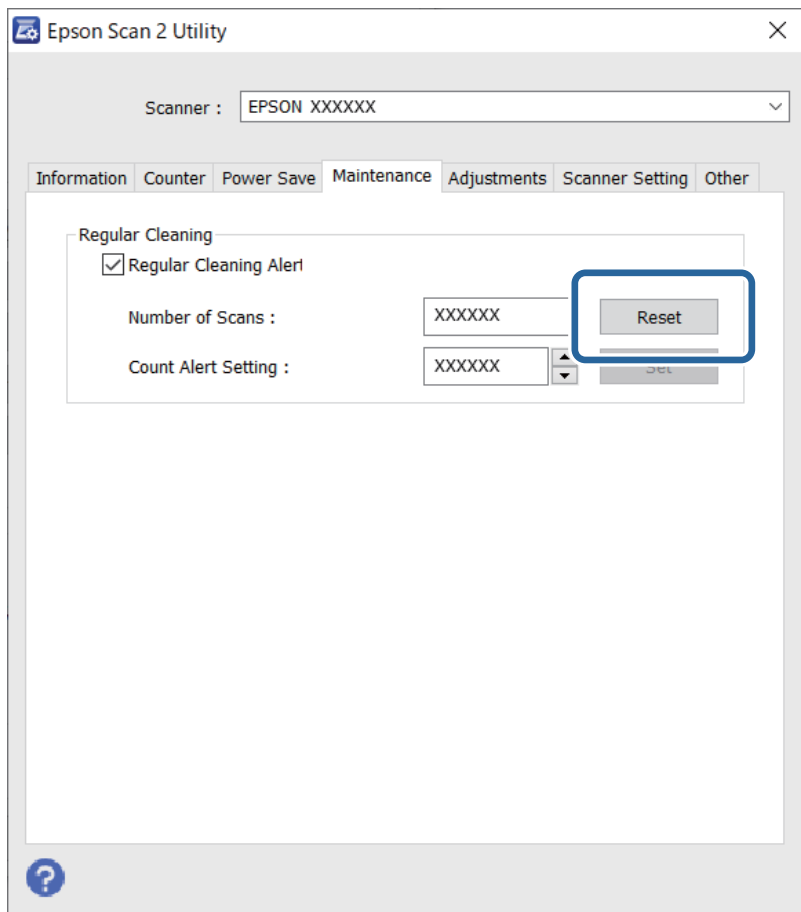 Epson Scan 2 Utility
Scanner : EPSON XXXXXX
Information Counter Power Save Maintenance Adjustments Scanner Setting Other
Regular Cleaning
Regular Cleaning Alert
Number of Scans : XXXXXX Reset
Count Alert Setting : XXXXXX Set